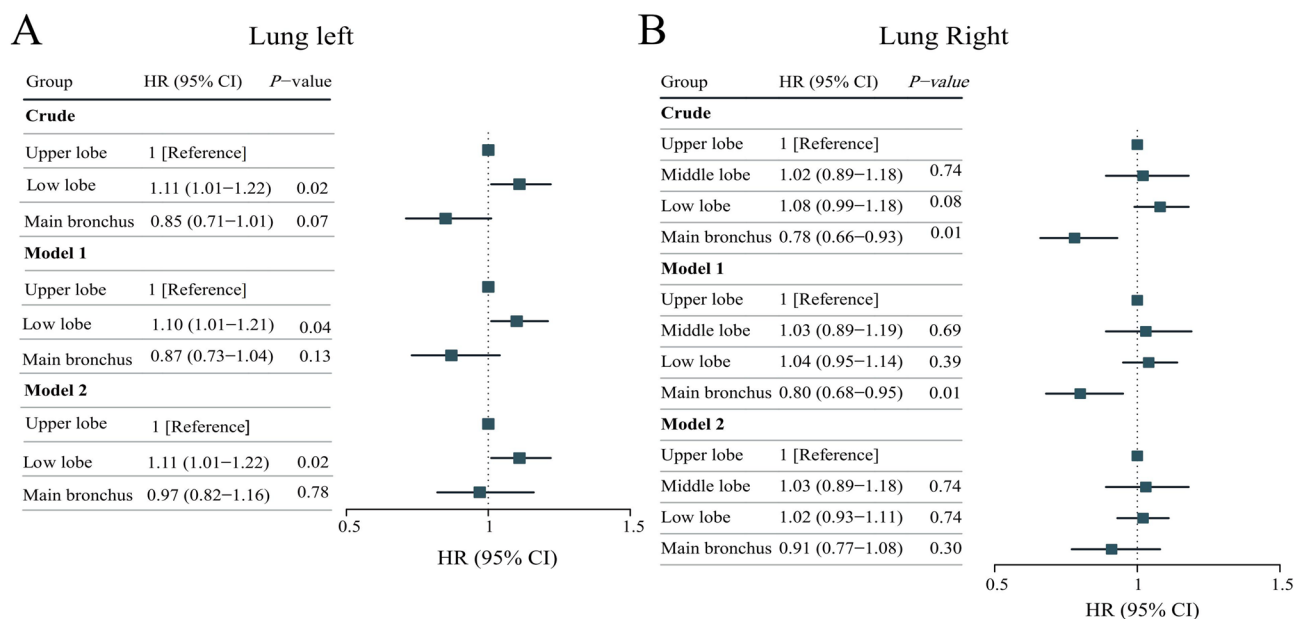 A
Lung left
Group HR (95% CI) P−value
Crude
Upper lobe 1 [Reference]
Low lobe 1.11 (1.01−1.22) 0.02
Main bronchus 0.85 (0.71−1.01) 0.07
Model 1
Upper lobe 1 [Reference]
Low lobe 1.10 (1.01−1.21) 0.04
Main bronchus 0.87 (0.73−1.04) 0.13
Model 2
Upper lobe 1 [Reference]
Low lobe 1.11 (1.01−1.22) 0.02
Main bronchus 0.97 (0.82−1.16) 0.78
0.5 1 1.5
HR (95% CI)
B
Lung Right
Group HR (95% CI) P−value
Crude
Upper lobe 1 [Reference]
Middle lobe 1.02 (0.89−1.18) 0.74
Low lobe 1.08 (0.99−1.18) 0.08
Main bronchus 0.78 (0.66−0.93) 0.01
Model 1
Upper lobe 1 [Reference]
Middle lobe 1.03 (0.89−1.19) 0.69
Low lobe 1.04 (0.95−1.14) 0.39
Main bronchus 0.80 (0.68−0.95) 0.01
Model 2
Upper lobe 1 [Reference]
Middle lobe 1.03 (0.89−1.18) 0.74
Low lobe 1.02 (0.93−1.11) 0.74
Main bronchus 0.91 (0.77−1.08) 0.30
0.5 1 1.5
HR (95% CI)